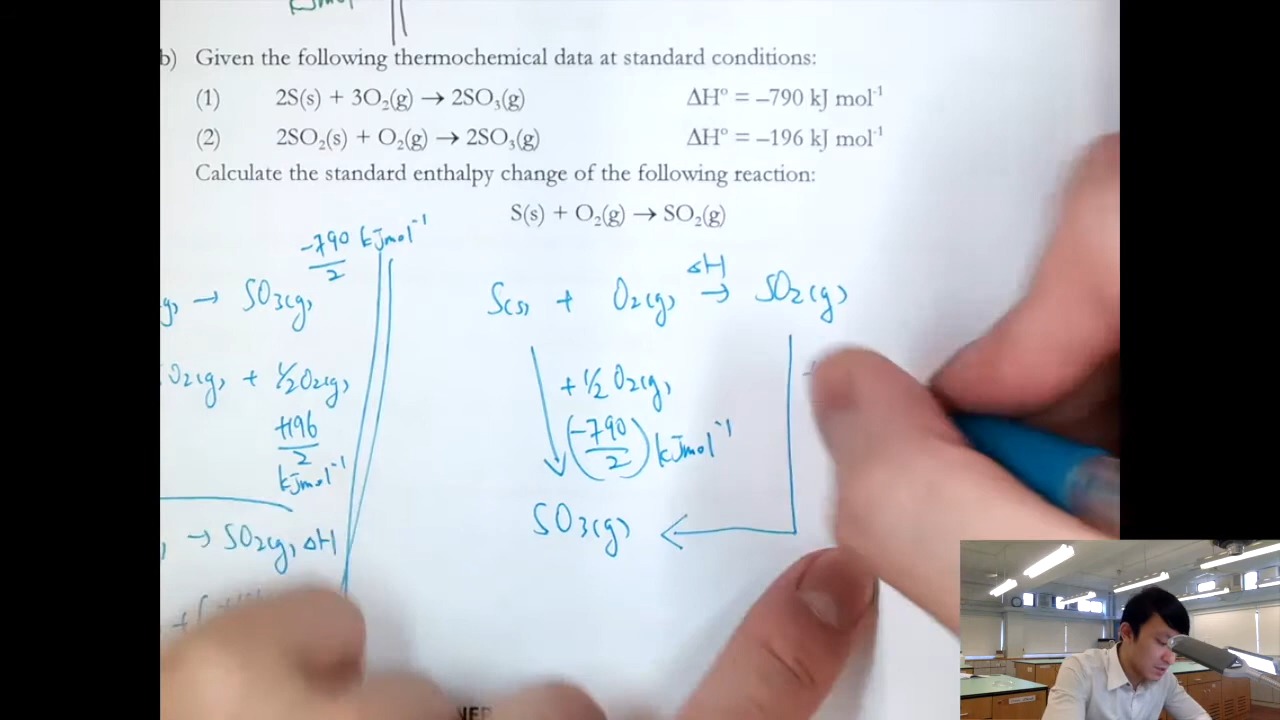 kJmol
b) Given the following thermochemical data at standard conditions:
(1) 2S(s) + 3O₂(g) → 2SO₃(g) ΔH° = –790 kJ mol⁻¹
(2) 2SO₂(s) + O₂(g) → 2SO₃(g) ΔH° = –196 kJ mol⁻¹
Calculate the standard enthalpy change of the following reaction:
S(s) + O₂(g) → SO₂(g)
-790/2 kJmol⁻¹
g) → SO3(g)
O2(g) + ½O2(g)
+196/2
kJmol⁻¹
→ SO2(g) ΔH
S(s) + O2(g) ΔH → SO2(g)
+½O2(g)
(-790/2) kJmol⁻¹
SO3(g)